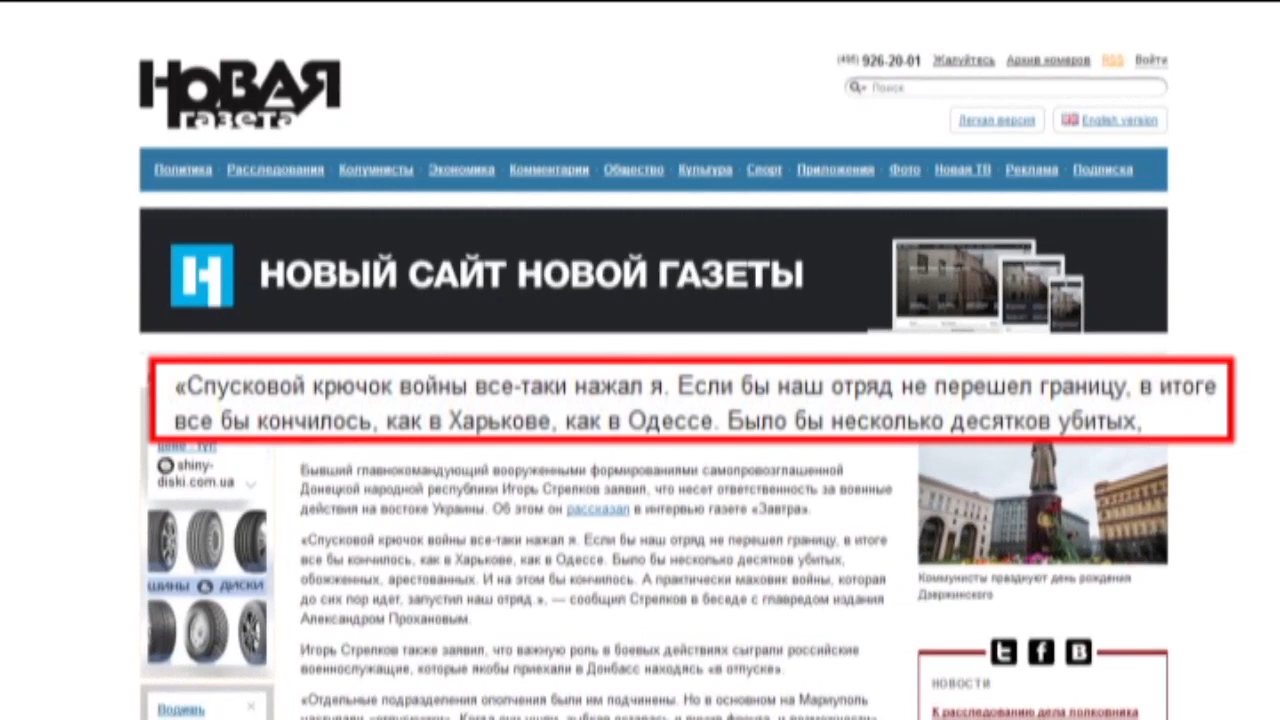 НОВАЯ
газета
(495) 926-20-01 Жалуйтесь Архив номеров RSS Войти
Поиск
Легкая версия English version
Политика Расследования Колумнисты Экономика Комментарии Общество Культура Спорт Приложения Фото Новая ТВ Реклама Подписка
Н НОВЫЙ САЙТ НОВОЙ ГАЗЕТЫ
«Спусковой крючок войны все-таки нажал я. Если бы наш отряд не перешел границу, в итоге
все бы кончилось, как в Харькове, как в Одессе. Было бы несколько десятков убитых,
shiny-
diski.com.ua
ШИНЫ ДИСКИ
Водишь
Бывший главнокомандующий вооруженными формированиями самопровозглашенной
Донецкой народной республики Игорь Стрелков заявил, что несет ответственность за военные
действия на востоке Украины. Об этом он рассказал в интервью газете «Завтра».
«Спусковой крючок войны все-таки нажал я. Если бы наш отряд не перешел границу, в итоге
все бы кончилось, как в Харькове, как в Одессе. Было бы несколько десятков убитых,
обожженных, арестованных. И на этом бы кончилось. А практически маховик войны, которая
до сих пор идет, запустил наш отряд.», — сообщил Стрелков в беседе с главредом издания
Александром Прохановым.
Игорь Стрелков также заявил, что важную роль в боевых действиях сыграли российские
военнослужащие, которые якобы приехали в Донбасс находясь «в отпуске».
«Отдельные подразделения ополчения были им подчинены. Но в основном на Мариуполь
Коммунисты празднуют день рождения
Дзержинского
НОВОСТИ
К расследованию дела полковника